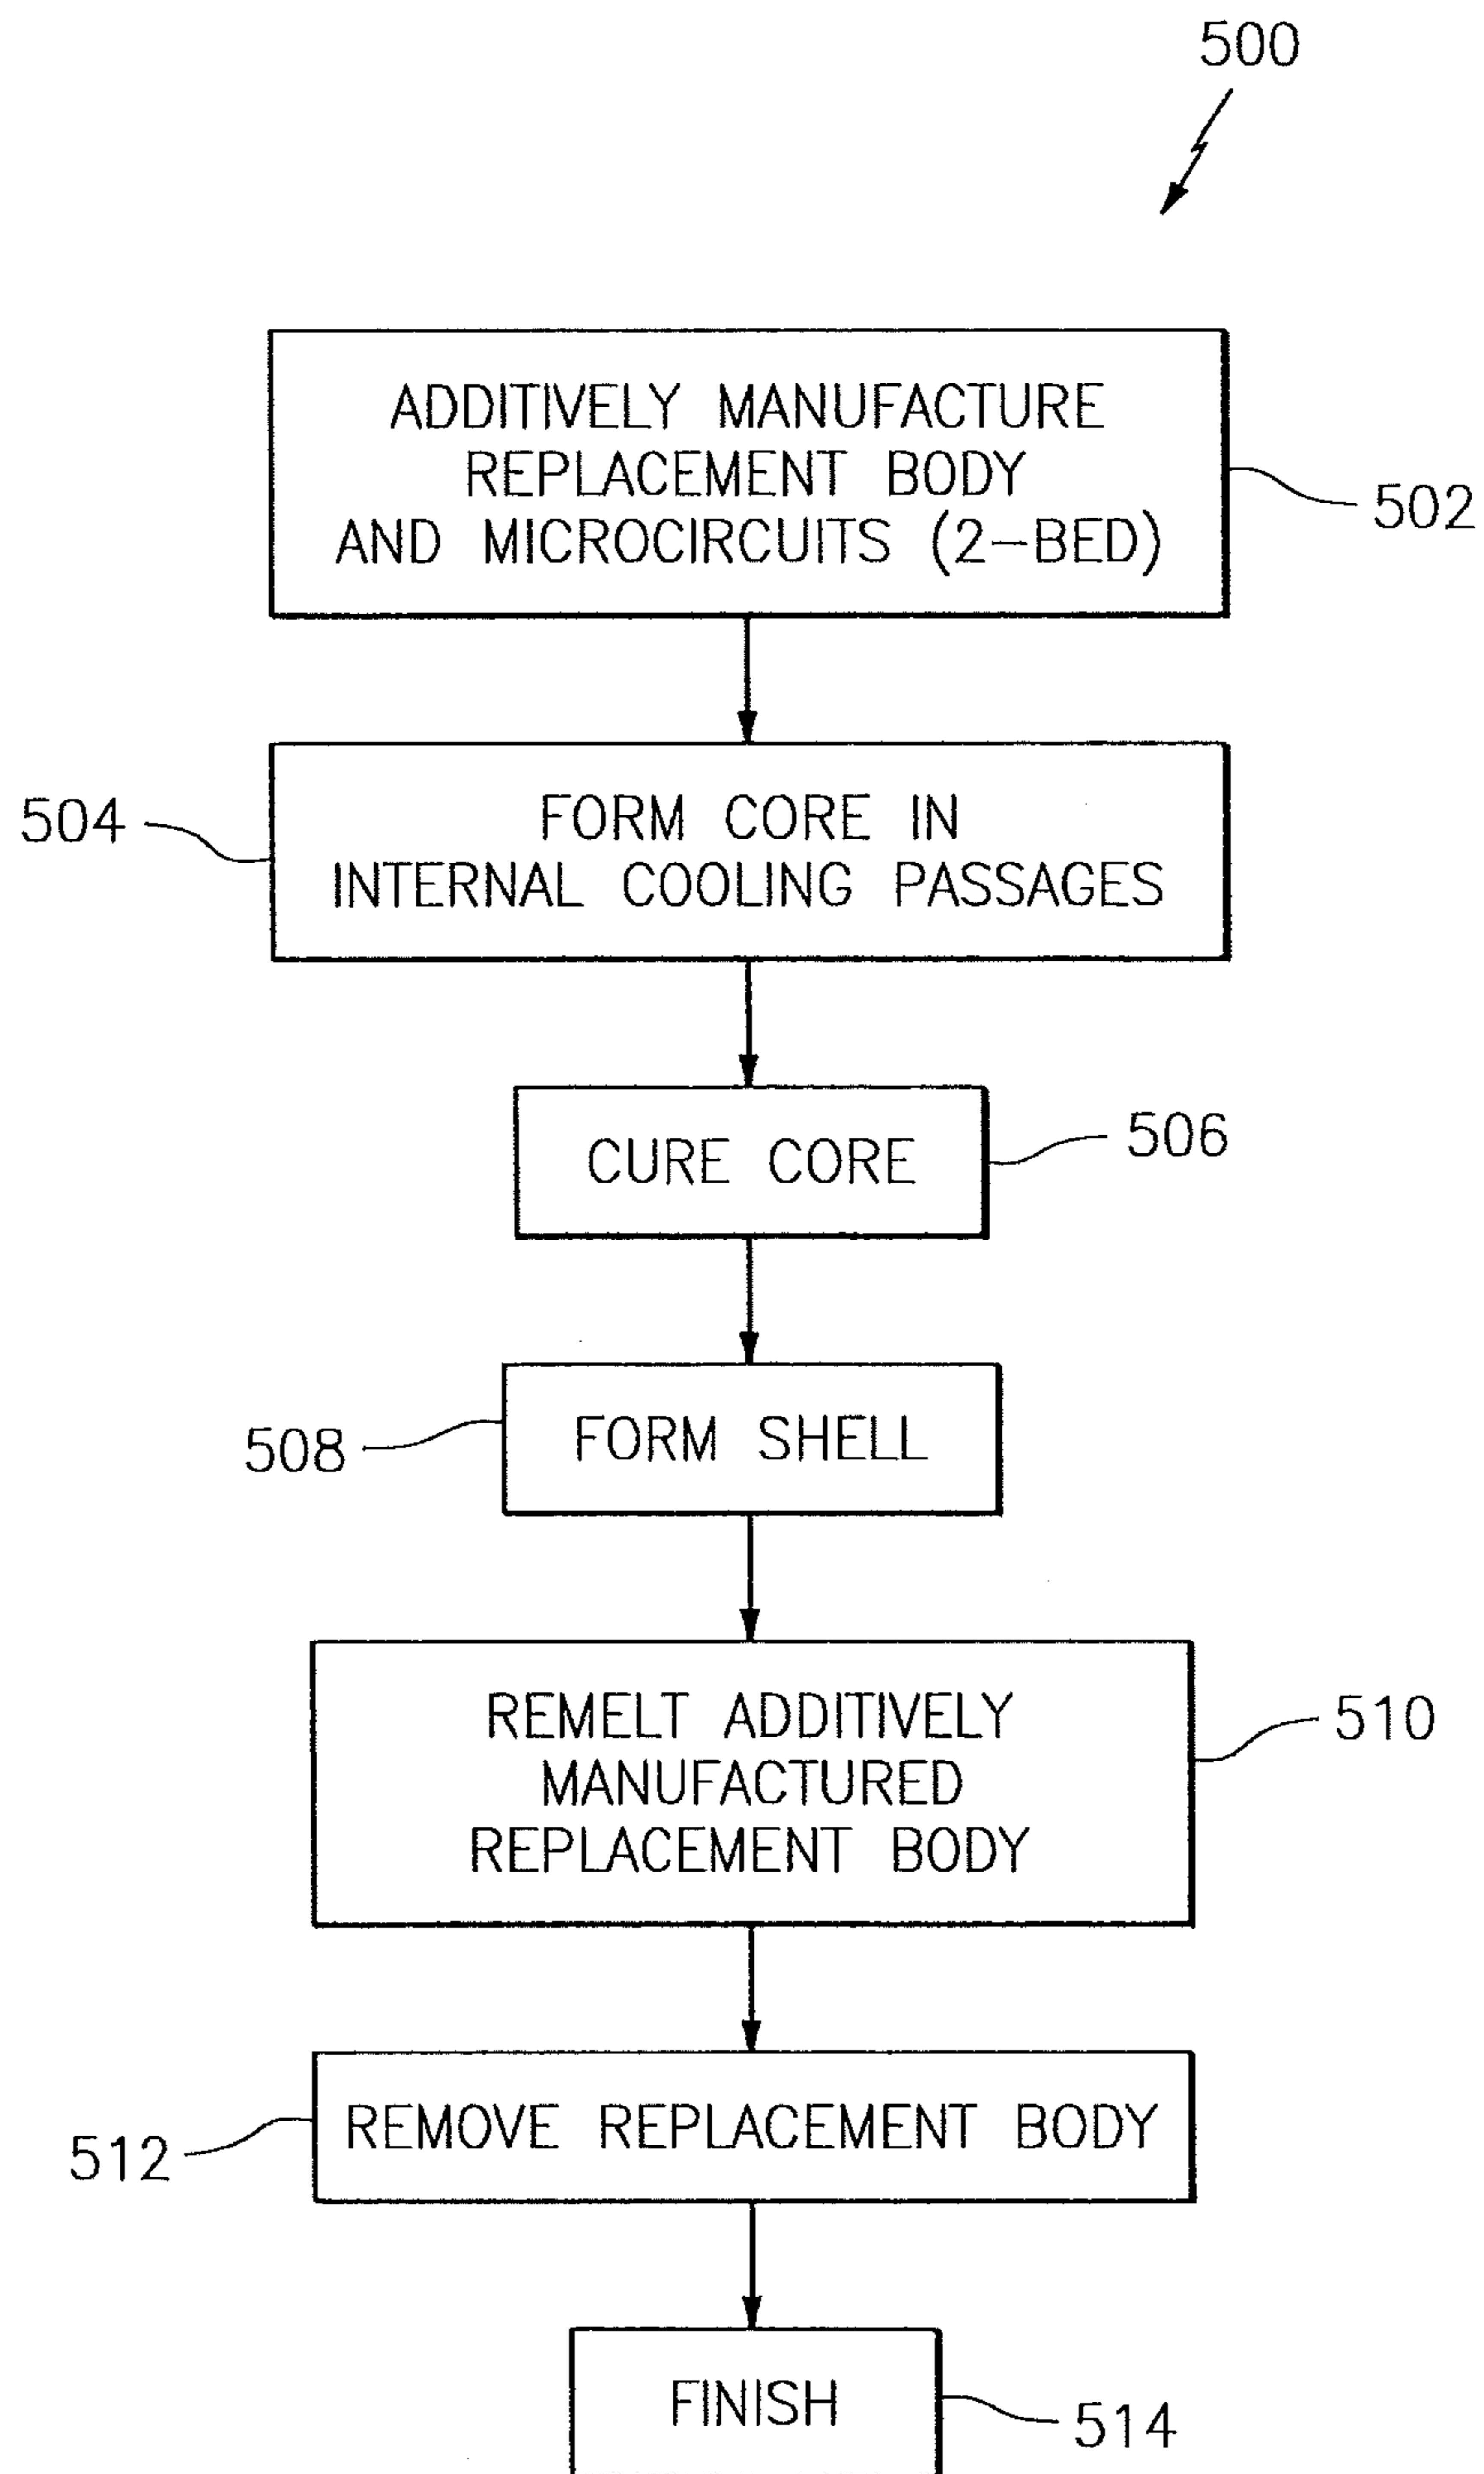 500
ADDITIVELY MANUFACTURE
REPLACEMENT BODY
AND MICROCIRCUITS (2-BED)
502
FORM CORE IN
INTERNAL COOLING PASSAGES
504
CURE CORE
506
FORM SHELL
508
REMELT ADDITIVELY
MANUFACTURED
REPLACEMENT BODY
510
REMOVE REPLACEMENT BODY
512
FINISH
514